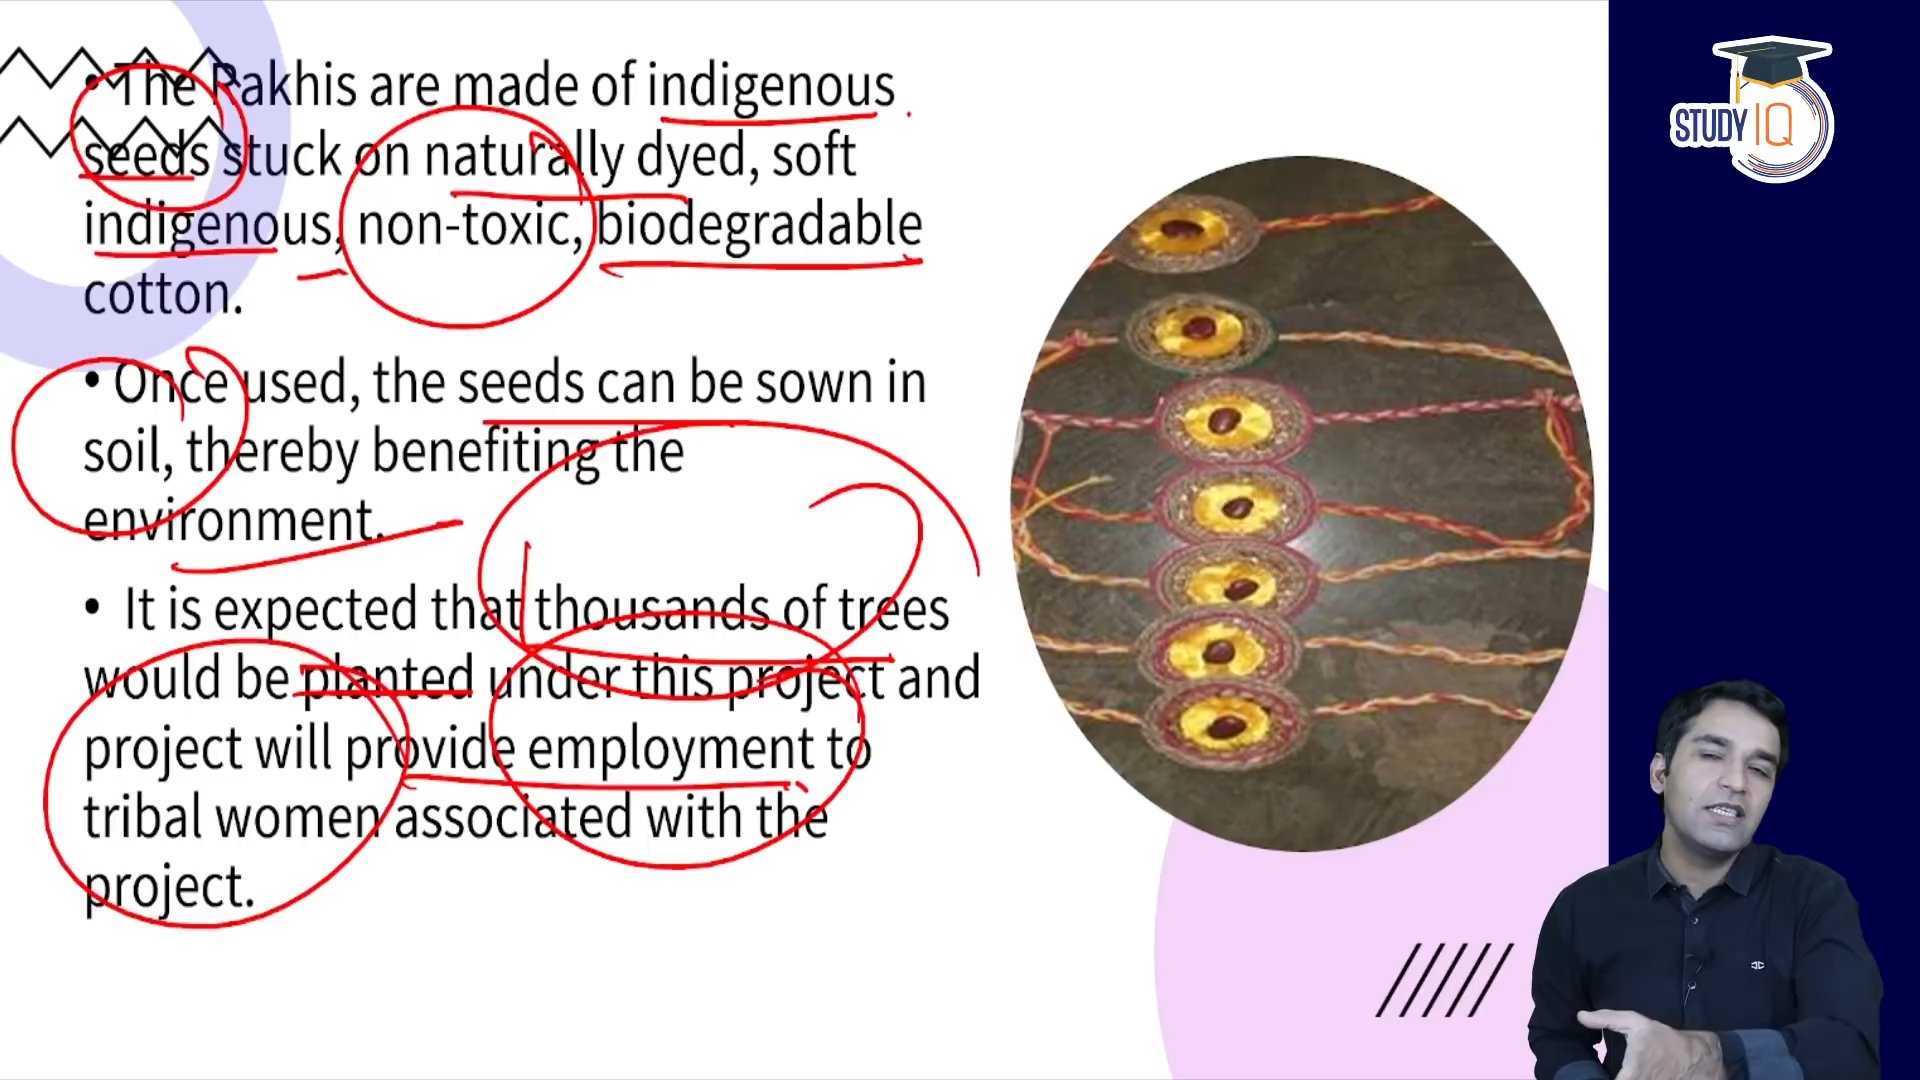 • The Rakhis are made of indigenous
seeds stuck on naturally dyed, soft
indigenous, non-toxic, biodegradable
cotton.
• Once used, the seeds can be sown in
soil, thereby benefiting the
environment.
• It is expected that thousands of trees
would be planted under this project and
project will provide employment to
tribal women associated with the
project.
STUDY IQ